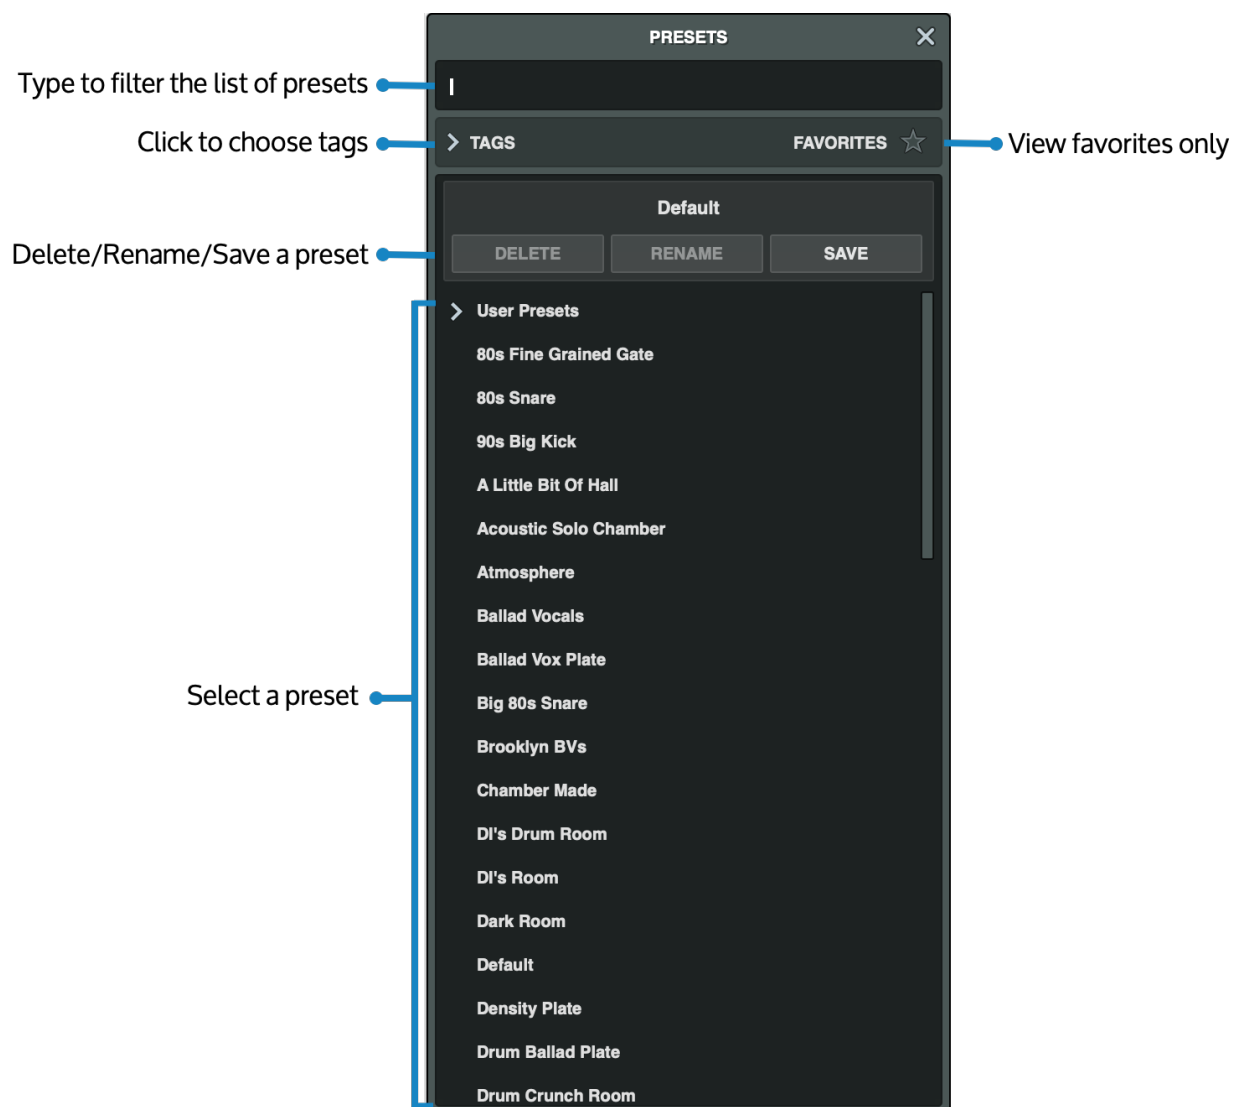 PRESETS
Type to filter the list of presets
Click to choose tags
TAGS
FAVORITES
View favorites only
Default
Delete/Rename/Save a preset
DELETE
RENAME
SAVE
User Presets
80s Fine Grained Gate
80s Snare
90s Big Kick
A Little Bit Of Hall
Acoustic Solo Chamber
Atmosphere
Ballad Vocals
Ballad Vox Plate
Select a preset
Big 80s Snare
Brooklyn BVs
Chamber Made
DI's Drum Room
DI's Room
Dark Room
Default
Density Plate
Drum Ballad Plate
Drum Crunch Room